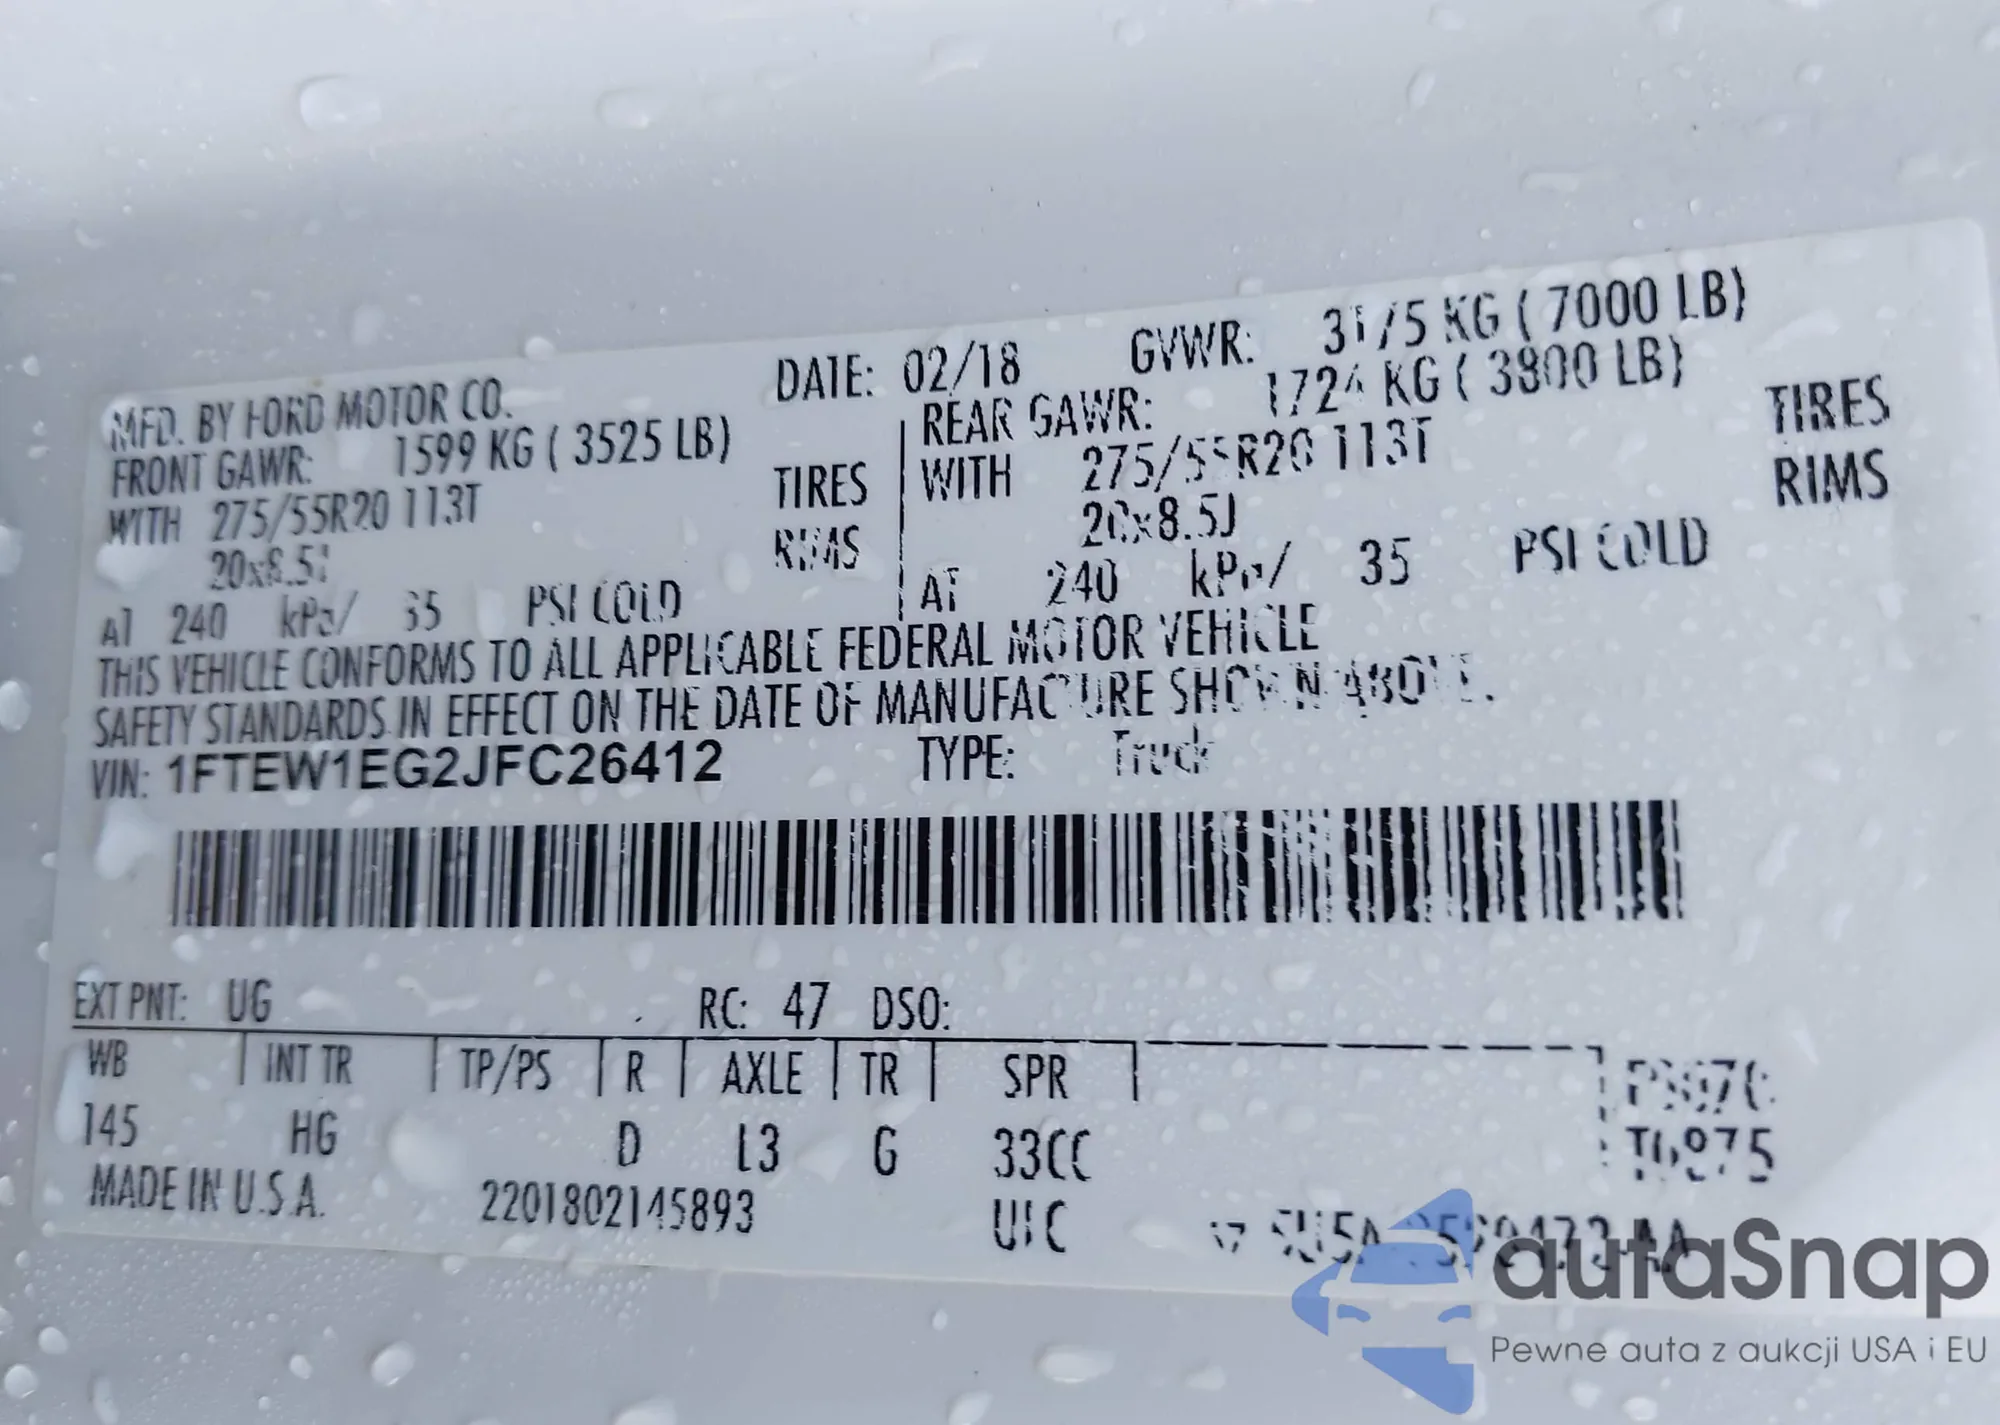 MFD. BY FORD MOTOR CO. DATE: 02/18 GVWR: 3175 KG ( 7000 LB)
FRONT GAWR: 1599 KG ( 3525 LB) REAR GAWR: 1724 KG ( 3800 LB)
WITH 275/55R20 113T TIRES WITH 275/55R20 113T TIRES
20x8.5J RIMS 20x8.5J RIMS
AT 240 kPa/ 35 PSI COLD AT 240 kPa/ 35 PSI COLD
THIS VEHICLE CONFORMS TO ALL APPLICABLE FEDERAL MOTOR VEHICLE
SAFETY STANDARDS IN EFFECT ON THE DATE OF MANUFACTURE SHOWN ABOVE.
VIN: 1FTEW1EG2JFC26412 TYPE: Truck
EXT PNT: UG RC: 47 DSO:
WB INT TR TP/PS R AXLE TR SPR
145 HG D L3 G 33CC
MADE IN U.S.A. 2201802145893
autaSnap
Pewne auta z aukcji USA i EU